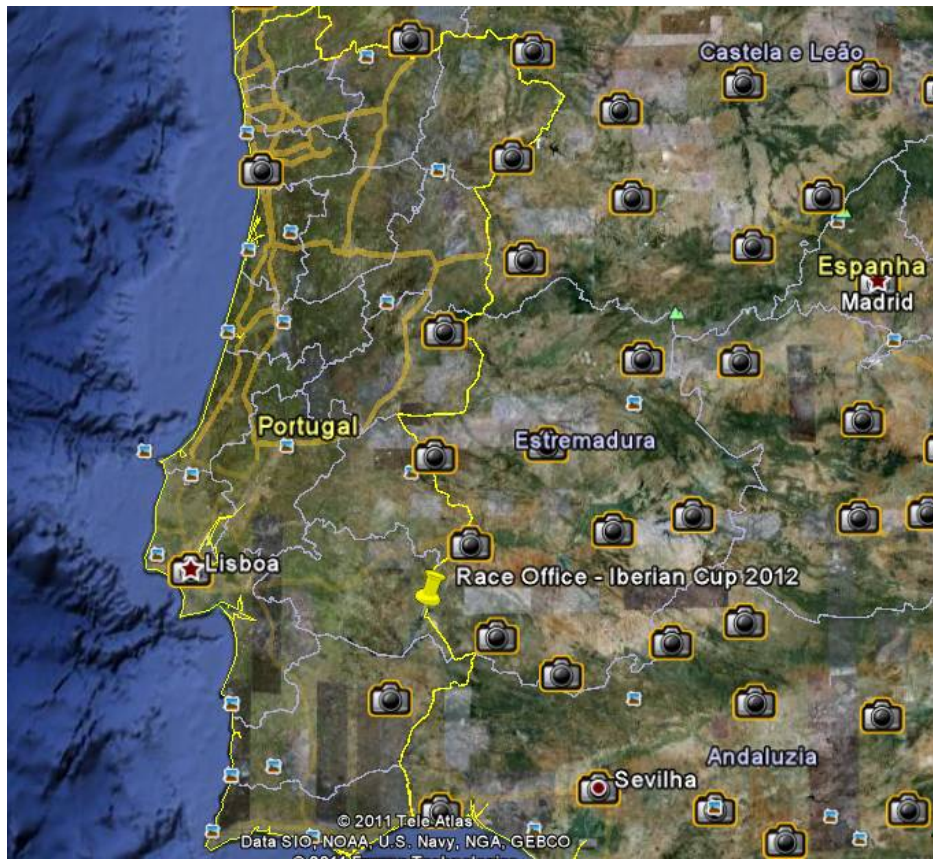 Castela e Leão
Espanha
Madrid
Portugal
Estremadura
Lisboa
Race Office - Iberian Cup 2012
Andaluzia
Sevilha
© 2011 Tele Atlas
Data SIO, NOAA, U.S. Navy, NGA, GEBCO